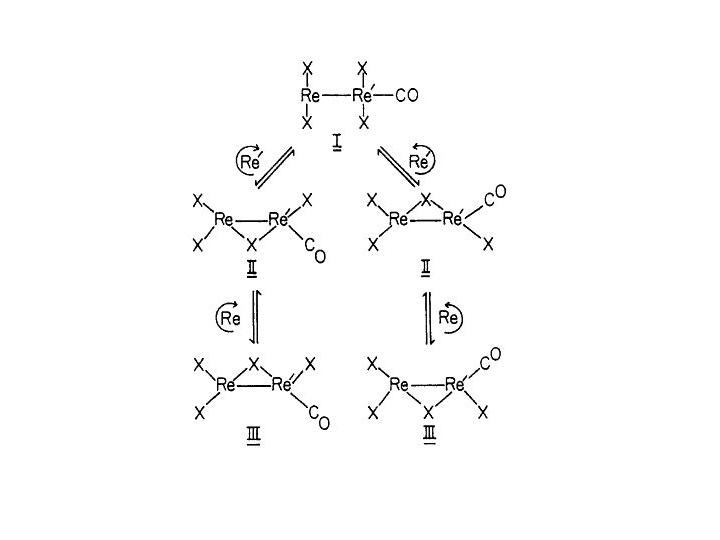 X X
Re Re′ CO
X X
I
Re′ Re′
X X X X CO
Re Re′ Re Re′
X X CO X X
II II
Re Re
X X X X CO
Re Re′ Re Re′
X CO X X X
III III